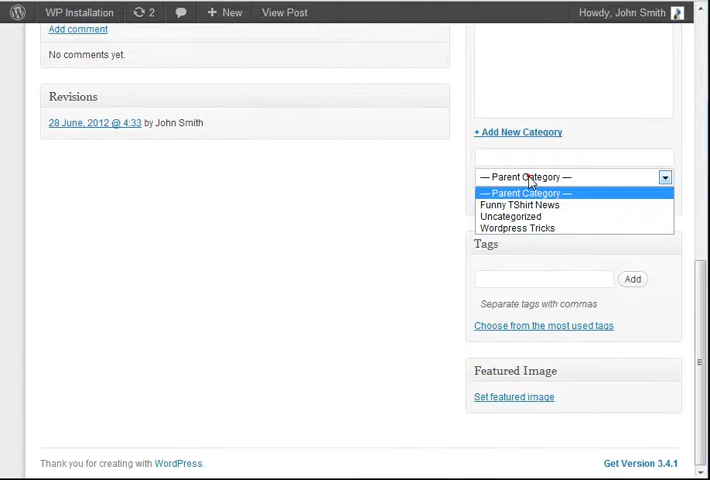 WP Installation 2 + New View Post Howdy, John Smith
Add comment
No comments yet.
Revisions
28 June, 2012 @ 4:33 by John Smith
+ Add New Category
— Parent Category —
— Parent Category —
Funny TShirt News
Uncategorized
Wordpress Tricks
Tags
Add
Separate tags with commas
Choose from the most used tags
Featured Image
Set featured image
Thank you for creating with WordPress. Get Version 3.4.1